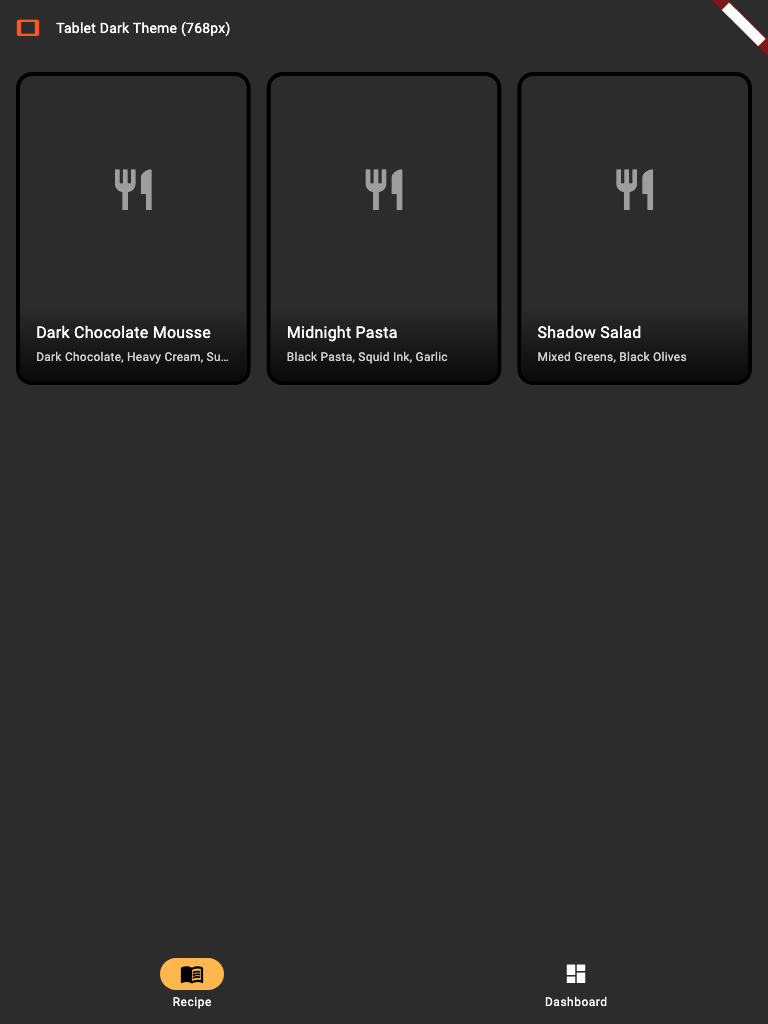 Tablet Dark Theme (768px)
Dark Chocolate Mousse
Dark Chocolate, Heavy Cream, Su...
Midnight Pasta
Black Pasta, Squid Ink, Garlic
Shadow Salad
Mixed Greens, Black Olives
Recipe
Dashboard